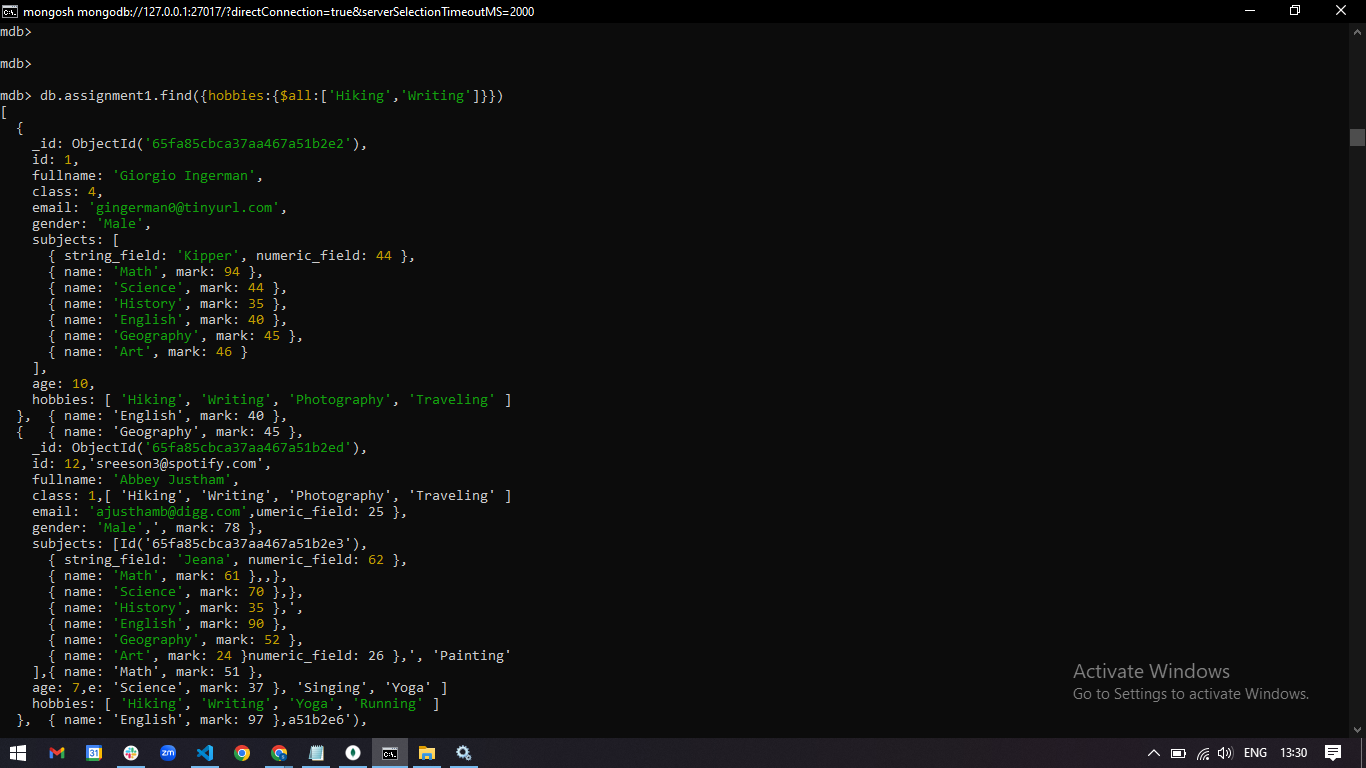 mongosh mongodb://127.0.0.1:27017/?directConnection=true&serverSelectionTimeoutMS=2000
mdb>
mdb>
mdb> db.assignment1.find({hobbies:{$all:['Hiking','Writing']}})
[
  {
    _id: ObjectId('65fa85cbca37aa467a51b2e2'),
    id: 1,
    fullname: 'Giorgio Ingerman',
    class: 4,
    email: 'gingerman0@tinyurl.com',
    gender: 'Male',
    subjects: [
      { string_field: 'Kipper', numeric_field: 44 },
      { name: 'Math', mark: 94 },
      { name: 'Science', mark: 44 },
      { name: 'History', mark: 35 },
      { name: 'English', mark: 40 },
      { name: 'Geography', mark: 45 },
      { name: 'Art', mark: 46 }
    ],
    age: 10,
    hobbies: [ 'Hiking', 'Writing', 'Photography', 'Traveling' ]
  },  { name: 'English', mark: 40 },
  {   { name: 'Geography', mark: 45 },
    _id: ObjectId('65fa85cbca37aa467a51b2ed'),
    id: 12,'sreeson3@spotify.com',
    fullname: 'Abbey Justham',
    class: 1,[ 'Hiking', 'Writing', 'Photography', 'Traveling' ]
    email: 'ajusthamb@digg.com',umeric_field: 25 },
    gender: 'Male',', mark: 78 },
    subjects: [Id('65fa85cbca37aa467a51b2e3'),
      { string_field: 'Jeana', numeric_field: 62 },
      { name: 'Math', mark: 61 },,},
      { name: 'Science', mark: 70 },},
      { name: 'History', mark: 35 },',
      { name: 'English', mark: 90 },
      { name: 'Geography', mark: 52 },
      { name: 'Art', mark: 24 }numeric_field: 26 },', 'Painting'
    ],{ name: 'Math', mark: 51 },
    age: 7,e: 'Science', mark: 37 }, 'Singing', 'Yoga' ]
    hobbies: [ 'Hiking', 'Writing', 'Yoga', 'Running' ]
  },  { name: 'English', mark: 97 },a51b2e6'),
Activate Windows
Go to Settings to activate Windows.
31
zm
ENG
13:30